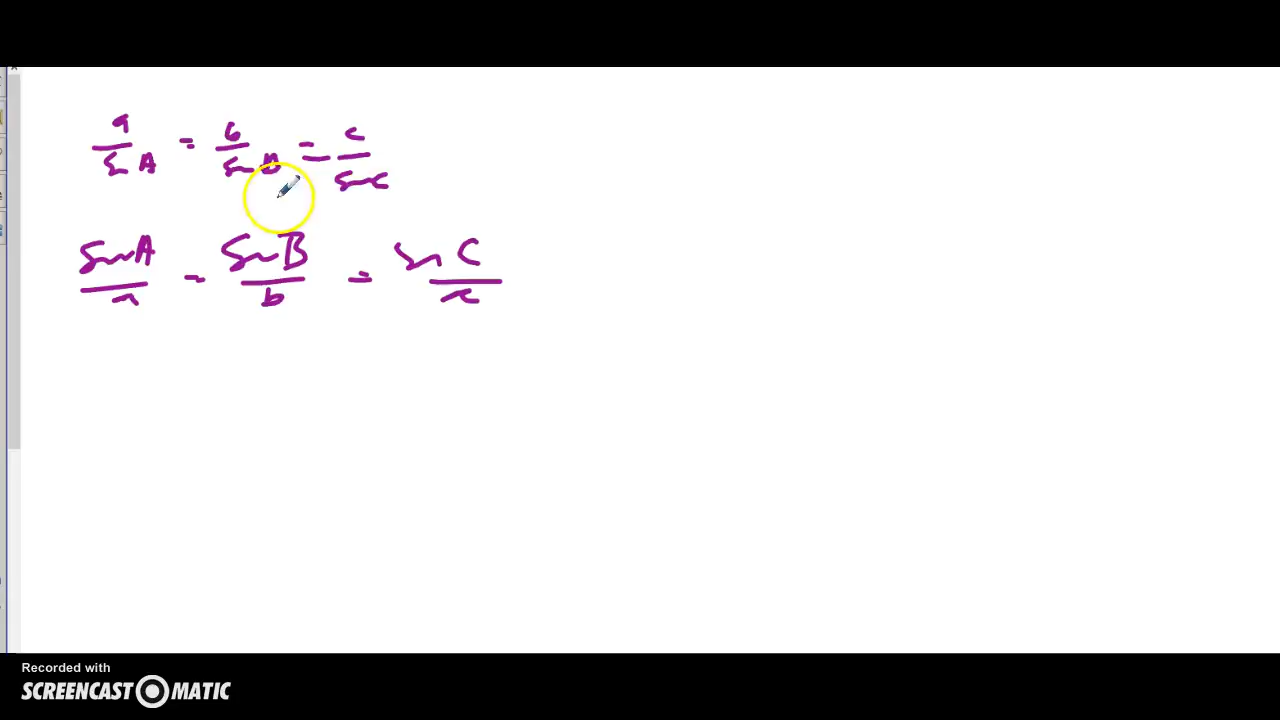 a/sin A = b/sin B = c/sin C
sin A/a = sin B/b = sin C/c
Recorded with
SCREENCAST O MATIC